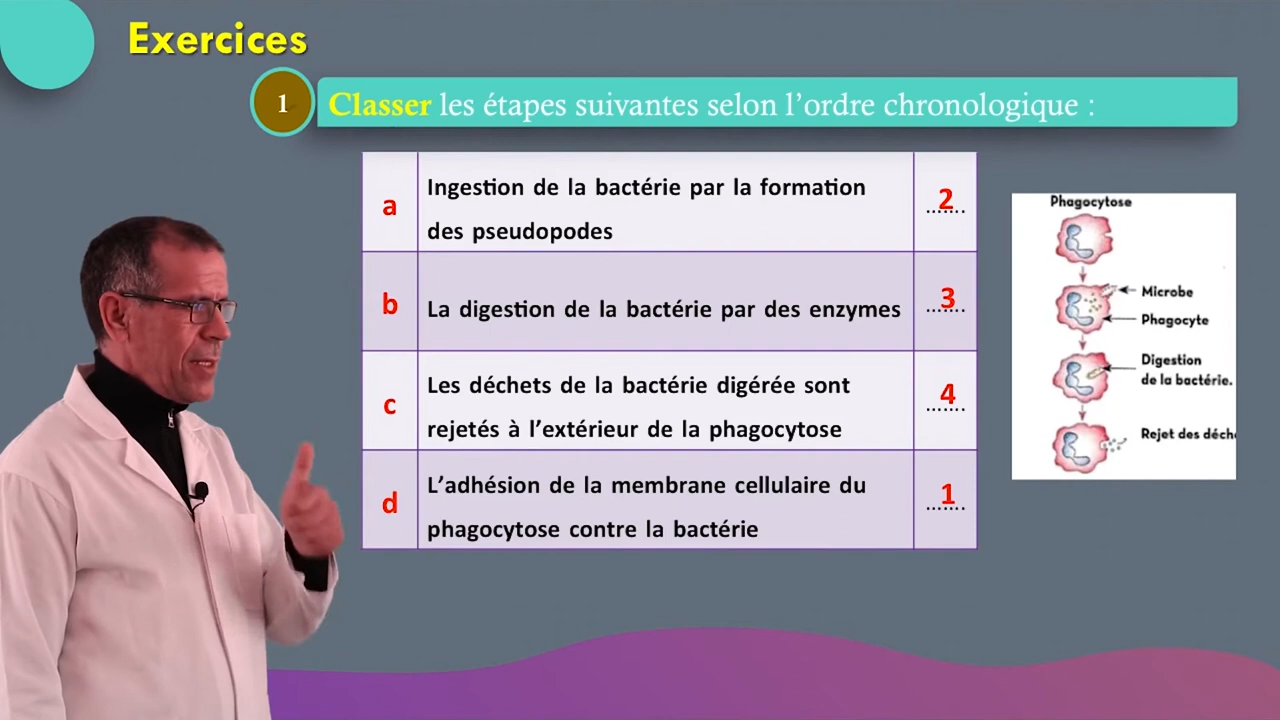 Exercices
1
Classer les étapes suivantes selon l’ordre chronologique :
a
Ingestion de la bactérie par la formation
des pseudopodes
2
.......
b
La digestion de la bactérie par des enzymes
3
.......
c
Les déchets de la bactérie digérée sont
rejetés à l’extérieur de la phagocytose
4
.......
d
L’adhésion de la membrane cellulaire du
phagocytose contre la bactérie
1
.......
Phagocytose
Microbe
Phagocyte
Digestion
de la bactérie.
Rejet des déch